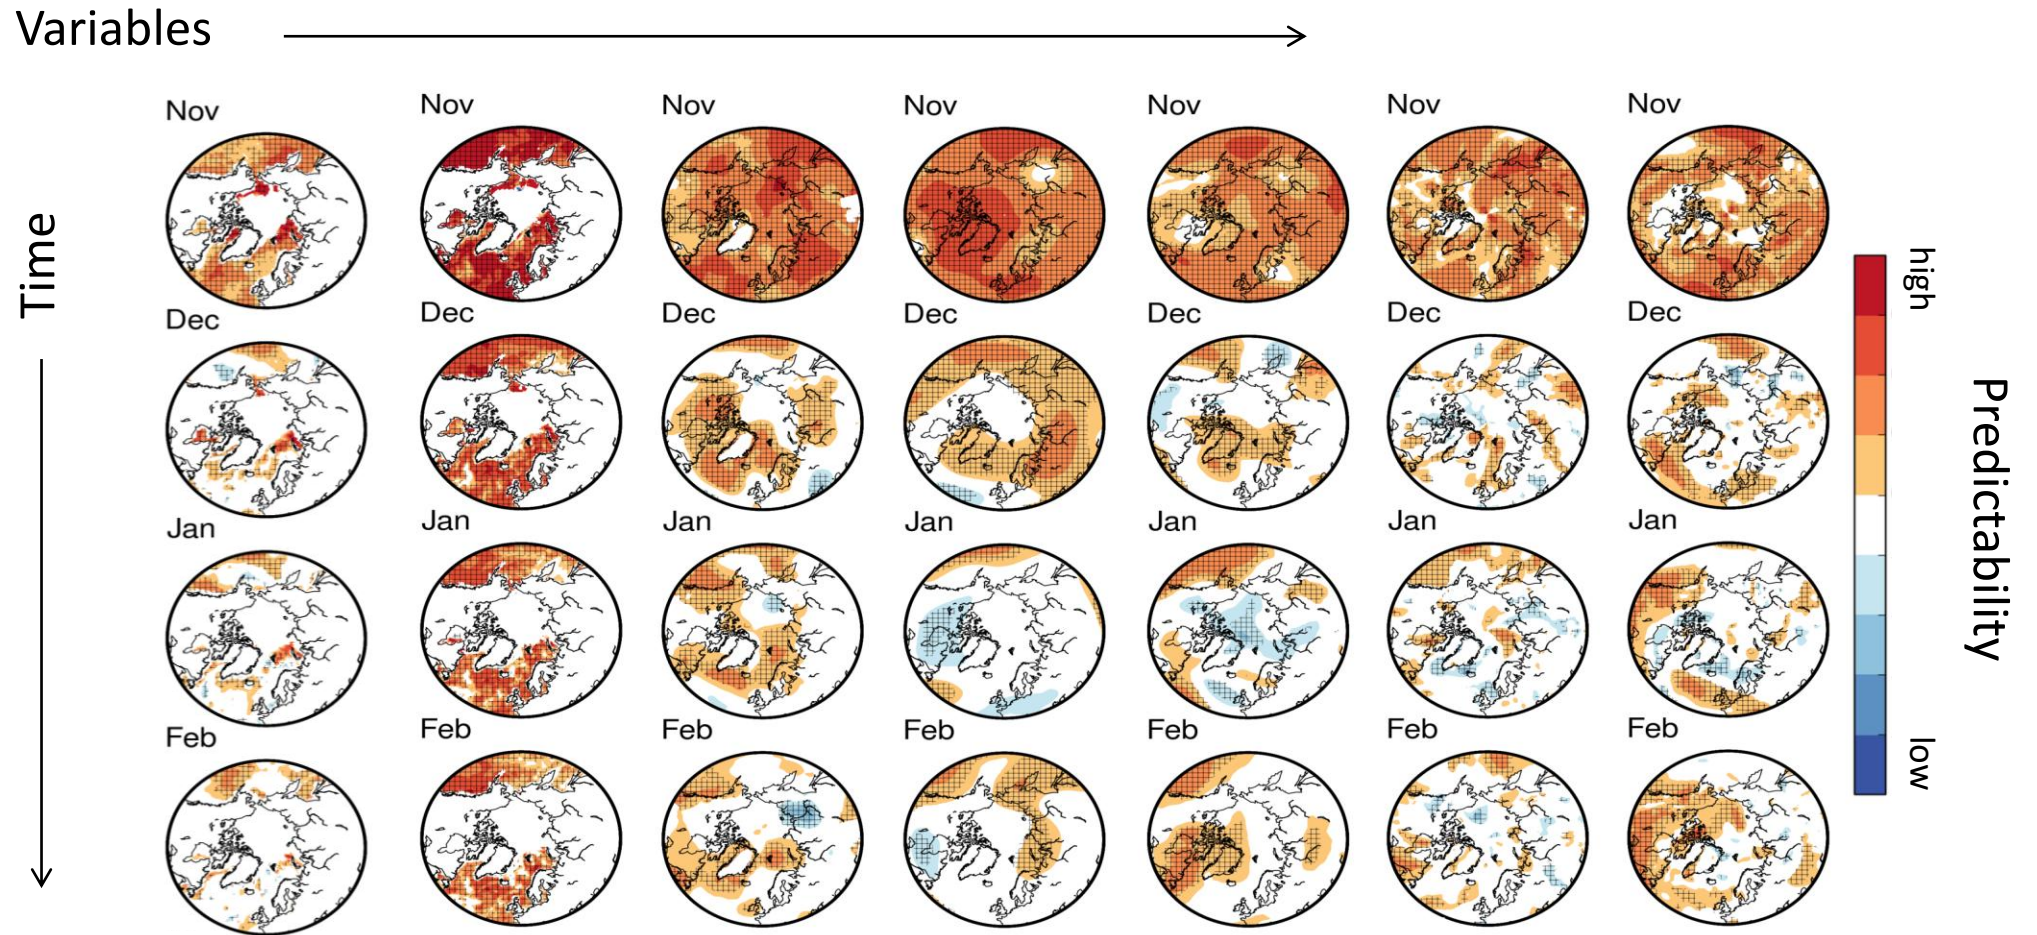 Variables
Time
Nov Nov Nov Nov Nov Nov Nov
Dec Dec Dec Dec Dec Dec Dec
Jan Jan Jan Jan Jan Jan Jan
Feb Feb Feb Feb Feb Feb Feb
high
low
Predictability